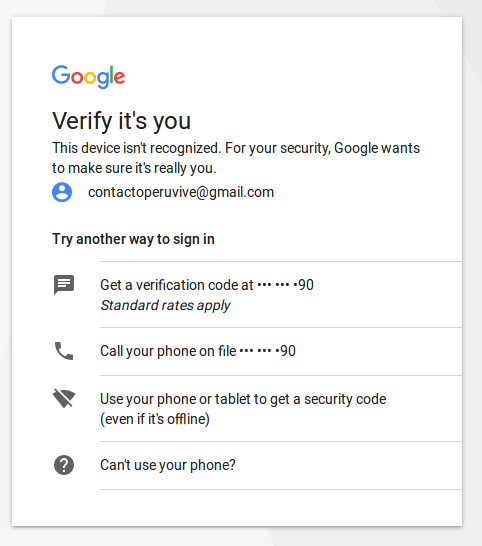 Google
Verify it's you
This device isn't recognized. For your security, Google wants
to make sure it's really you.
contactoperuvive@gmail.com
Try another way to sign in
Get a verification code at ••• ••• •90
Standard rates apply
Call your phone on file ••• ••• •90
Use your phone or tablet to get a security code
(even if it's offline)
Can't use your phone?